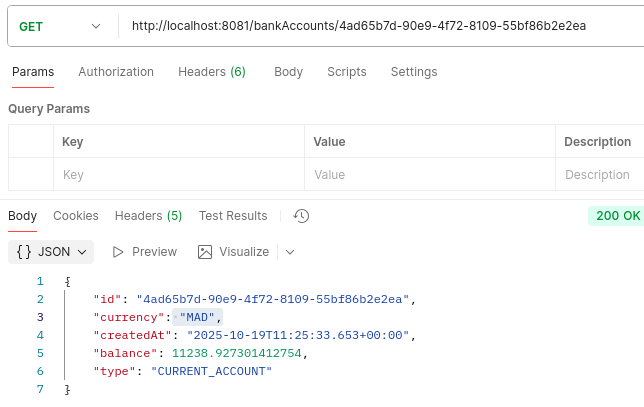 GET http://localhost:8081/bankAccounts/4ad65b7d-90e9-4f72-8109-55bf86b2e2ea
Params Authorization Headers (6) Body Scripts Settings
Query Params
Key Value Description
Key Value Description
Body Cookies Headers (5) Test Results 200 OK
{} JSON Preview Visualize
1 {
2 "id": "4ad65b7d-90e9-4f72-8109-55bf86b2e2ea",
3 "currency": "MAD",
4 "createdAt": "2025-10-19T11:25:33.653+00:00",
5 "balance": 11238.927301412754,
6 "type": "CURRENT_ACCOUNT"
7 }